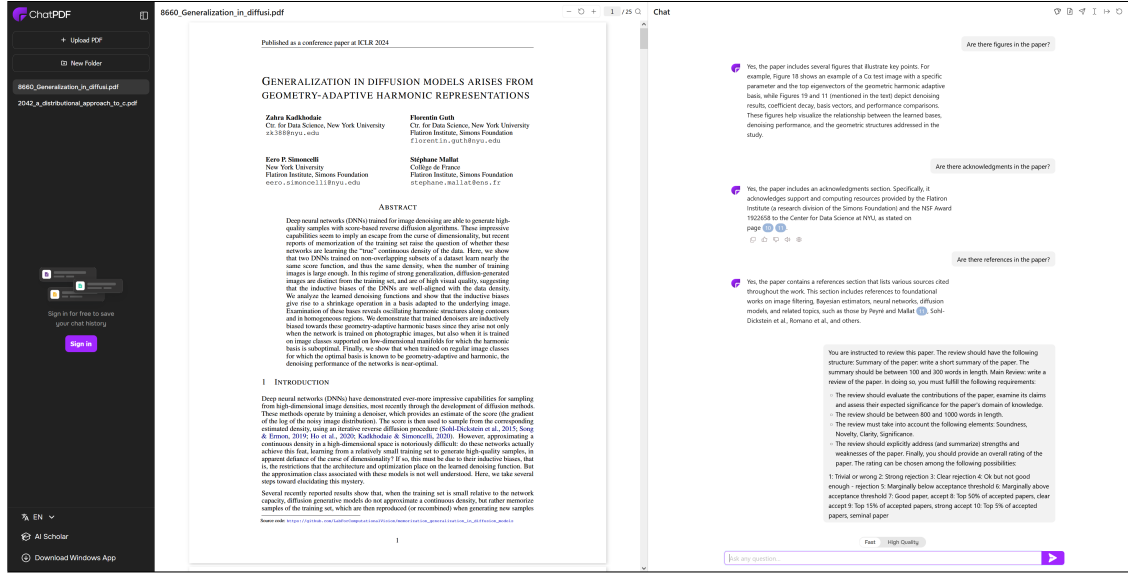 ChatPDF
+ Upload PDF
New Folder
8660_Generalization_in_diffusi.pdf
2042_a_distributional_approach_to_c.pdf
Sign in for free to save
your chat history
Sign in
EN
AI Scholar
Download Windows App
8660_Generalization_in_diffusi.pdf
1 / 25
Published as a conference paper at ICLR 2024
GENERALIZATION IN DIFFUSION MODELS ARISES FROM
GEOMETRY-ADAPTIVE HARMONIC REPRESENTATIONS
Zahra Kadkhodaie
Ctr. for Data Science, New York University
zk388@nyu.edu
Florentin Guth
Ctr. for Data Science, New York University
Flatiron Institute, Simons Foundation
florentin.guth@nyu.edu
Eero P. Simoncelli
New York University
Flatiron Institute, Simons Foundation
eero.simoncelli@nyu.edu
Stéphane Mallat
Collège de France
Flatiron Institute, Simons Foundation
stephane.mallat@ens.fr
ABSTRACT
Deep neural networks (DNNs) trained for image denoising are able to generate high-
quality samples with score-based reverse diffusion algorithms. These impressive
capabilities seem to imply an escape from the curse of dimensionality, but recent
reports of memorization of the training set raise the question of whether these
networks are learning the “true” continuous density of the data. Here, we show
that two DNNs trained on non-overlapping subsets of a dataset learn nearly the
same score function, and thus the same density, when the number of training
images is large enough. In this regime of strong generalization, diffusion-generated
images are distinct from the training set, and are of high visual quality, suggesting
that the inductive biases of the DNNs are well-aligned with the data density.
We analyze the learned denoising functions and show that the inductive biases
give rise to a shrinkage operation in a basis adapted to the underlying image.
Examination of these bases reveals oscillating harmonic structures along contours
and in homogeneous regions. We demonstrate that trained denoisers are inductively
biased towards these geometry-adaptive harmonic bases since they arise not only
when the network is trained on photographic images, but also when it is trained
on image classes supported on low-dimensional manifolds for which the harmonic
basis is suboptimal. Finally, we show that when trained on regular image classes
for which the optimal basis is known to be geometry-adaptive and harmonic, the
denoising performance of the networks is near-optimal.
1 INTRODUCTION
Deep neural networks (DNNs) have demonstrated ever-more impressive capabilities for sampling
from high-dimensional image densities, most recently through the development of diffusion methods.
These methods operate by training a denoiser, which provides an estimate of the score (the gradient
of the log of the noisy image distribution). The score is then used to sample from the corresponding
estimated density, using an iterative reverse diffusion procedure (Sohl-Dickstein et al., 2015; Song
& Ermon, 2019; Ho et al., 2020; Kadkhodaie & Simoncelli, 2020). However, approximating a
continuous density in a high-dimensional space is notoriously difficult: do these networks actually
achieve this feat, learning from a relatively small training set to generate high-quality samples, in
apparent defiance of the curse of dimensionality? If so, this must be due to their inductive biases, that
is, the restrictions that the architecture and optimization place on the learned denoising function. But
the approximation class associated with these models is not well understood. Here, we take several
steps toward elucidating this mystery.
Several recently reported results show that, when the training set is small relative to the network
capacity, diffusion generative models do not approximate a continuous density, but rather memorize
samples of the training set, which are then reproduced (or recombined) when generating new samples
Source code: https://github.com/LabForComputationalVision/memorization_generalization_in_diffusion_models
1
Chat
Are there figures in the paper?
Yes, the paper includes several figures that illustrate key points. For
example, Figure 18 shows an example of a Cα test image with a specific
parameter and the top eigenvectors of the geometric harmonic adaptive
basis, while Figures 19 and 11 (mentioned in the text) depict denoising
results, coefficient decay, basis vectors, and performance comparisons.
These figures help visualize the relationship between the learned bases,
denoising performance, and the geometric structures addressed in the
study.
Are there acknowledgments in the paper?
Yes, the paper includes an acknowledgments section. Specifically, it
acknowledges support and computing resources provided by the Flatiron
Institute (a research division of the Simons Foundation) and the NSF Award
1922658 to the Center for Data Science at NYU, as stated on
page 10 11.
Are there references in the paper?
Yes, the paper contains a references section that lists various sources cited
throughout the work. This section includes references to foundational
works on image filtering, Bayesian estimators, neural networks, diffusion
models, and related topics, such as those by Peyré and Mallat 11, Sohl-
Dickstein et al., Romano et al., and others.
You are instructed to review this paper. The review should have the following
structure: Summary of the paper: write a short summary of the paper. The
summary should be between 100 and 300 words in length. Main Review: write a
review of the paper. In doing so, you must fulfill the following requirements:
The review should evaluate the contributions of the paper, examine its claims
and assess their expected significance for the paper's domain of knowledge.
The review should be between 800 and 1000 words in length.
The review must take into account the following elements: Soundness,
Novelty, Clarity, Significance.
The review should explicitly address (and summarize) strengths and
weaknesses of the paper. Finally, you should provide an overall rating of the
paper. The rating can be chosen among the following possibilities:
1: Trivial or wrong 2: Strong rejection 3: Clear rejection 4: Ok but not good
enough - rejection 5: Marginally below acceptance threshold 6: Marginally above
acceptance threshold 7: Good paper, accept 8: Top 50% of accepted papers, clear
accept 9: Top 15% of accepted papers, strong accept 10: Top 5% of accepted
papers, seminal paper
Fast High Quality
Ask any question...